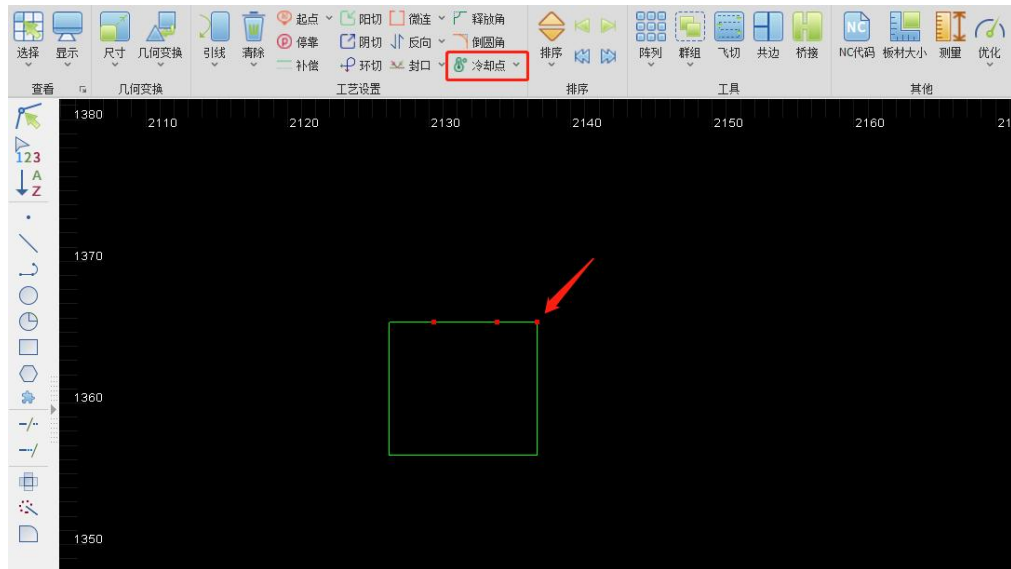 起点 阳切 微连 释放角
停靠 阴切 反向 倒圆角
补偿 环切 封口 冷却点
选择 显示 尺寸 几何变换 引线 清除 排序 阵列 群组 飞切 共边 桥接 NC NC代码 板材大小 测量 优化
查看 几何变换 工艺设置 排序 工具 其他
1380 2110 2120 2130 2140 2150 2160 21
123
A
Z
1370
1360
1350